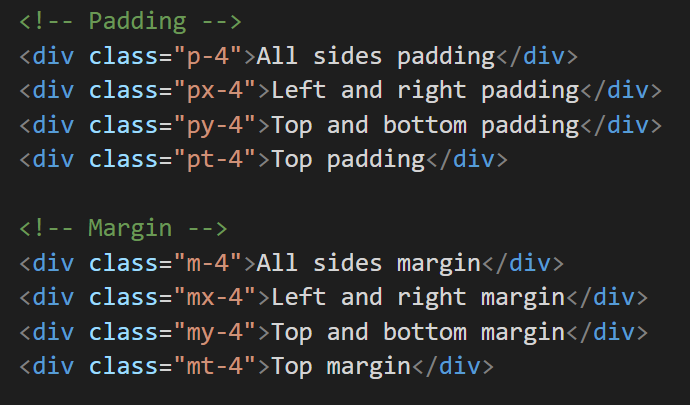 <!-- Padding -->
<div class="p-4">All sides padding</div>
<div class="px-4">Left and right padding</div>
<div class="py-4">Top and bottom padding</div>
<div class="pt-4">Top padding</div>

<!-- Margin -->
<div class="m-4">All sides margin</div>
<div class="mx-4">Left and right margin</div>
<div class="my-4">Top and bottom margin</div>
<div class="mt-4">Top margin</div>